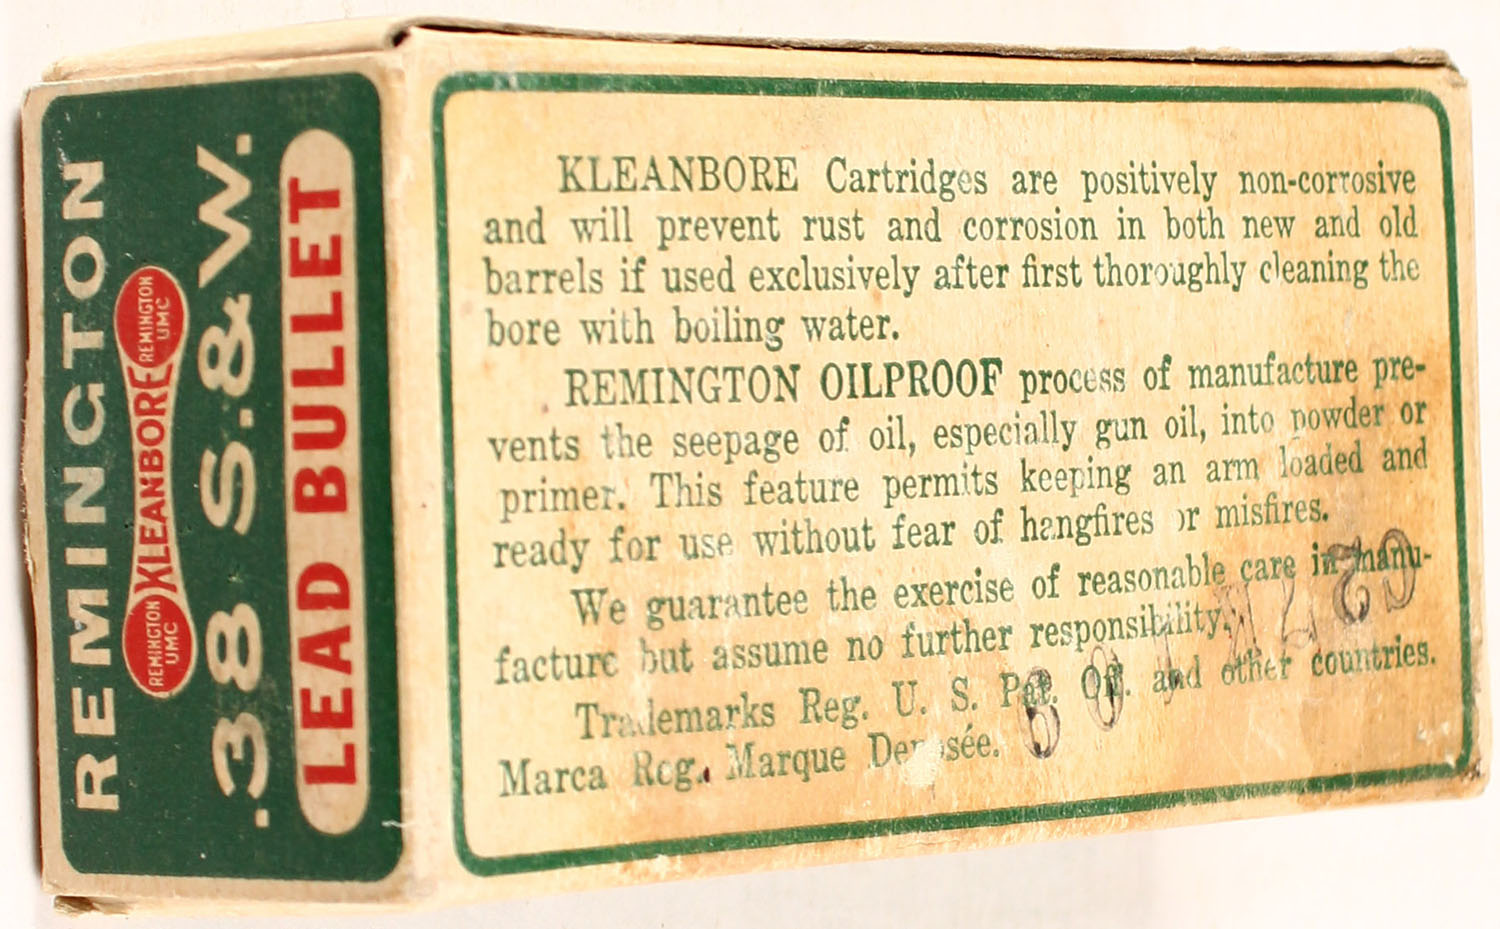 REMINGTON
REMINGTON
UMC
KLEANBORE
REMINGTON
UMC
.38 S.&W.
LEAD BULLET
KLEANBORE Cartridges are positively non-corrosive
and will prevent rust and corrosion in both new and old
barrels if used exclusively after first thoroughly cleaning the
bore with boiling water.
REMINGTON OILPROOF process of manufacture pre-
vents the seepage of oil, especially gun oil, into powder or
primer. This feature permits keeping an arm loaded and
ready for use without fear of hangfires or misfires.
We guarantee the exercise of reasonable care in manu-
facture but assume no further responsibility.
Trademarks Reg. U. S. Pat. Off. and other countries.
Marca Reg. Marque Deposée.